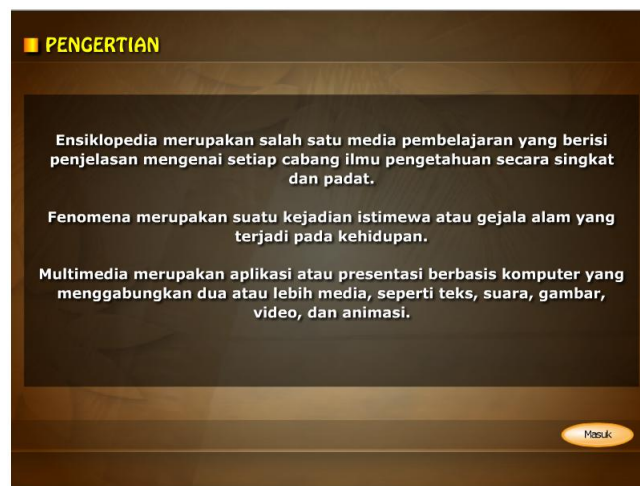 PENGERTIAN
Ensiklopedia merupakan salah satu media pembelajaran yang berisi
penjelasan mengenai setiap cabang ilmu pengetahuan secara singkat
dan padat.
Fenomena merupakan suatu kejadian istimewa atau gejala alam yang
terjadi pada kehidupan.
Multimedia merupakan aplikasi atau presentasi berbasis komputer yang
menggabungkan dua atau lebih media, seperti teks, suara, gambar,
video, dan animasi.
Masuk